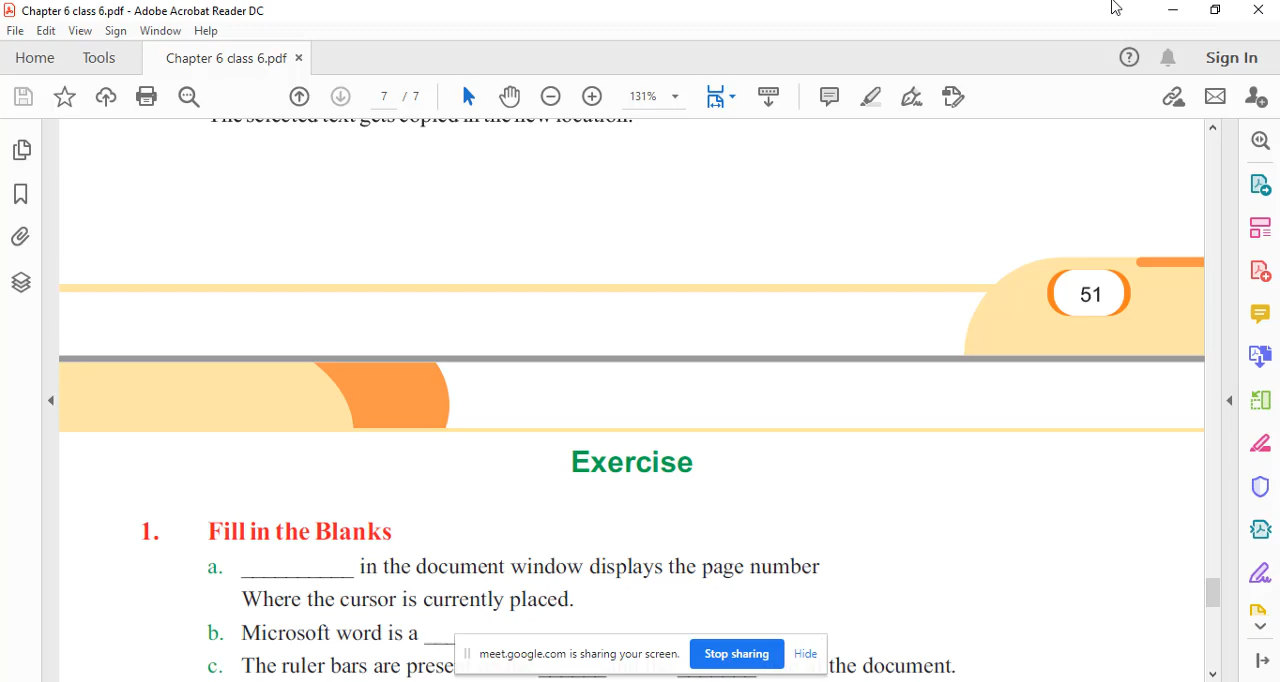 Chapter 6 class 6.pdf - Adobe Acrobat Reader DC
File Edit View Sign Window Help
Home Tools Chapter 6 class 6.pdf × Sign In
7 / 7 131%
The selected text gets copied in the new location.
51
Exercise
1. Fill in the Blanks
a. __________ in the document window displays the page number
Where the cursor is currently placed.
b. Microsoft word is a ___
meet.google.com is sharing your screen. Stop sharing Hide
c. The ruler bars are prese ______ _______ the document.